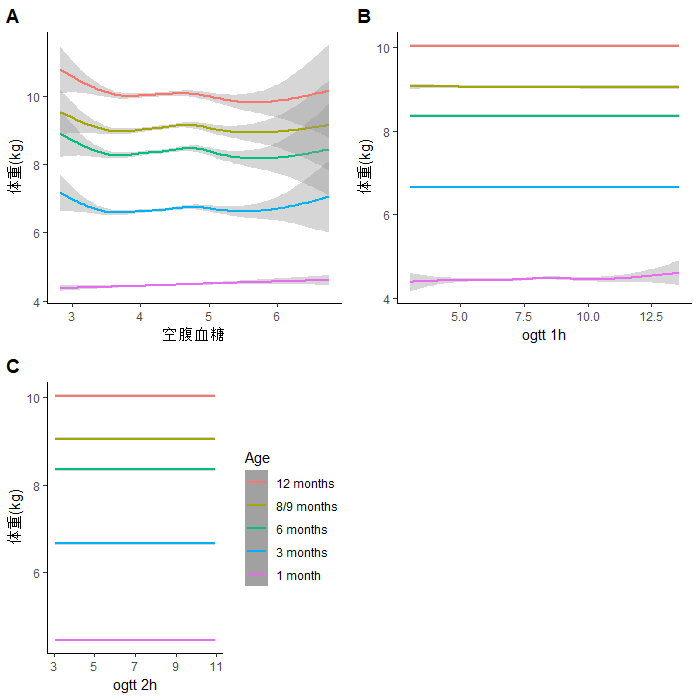 A
体重(kg)
10
8
6
4
3
4
5
6
空腹血糖
B
体重(kg)
10
8
6
4
5.0
7.5
10.0
12.5
ogtt 1h
C
体重(kg)
10
8
6
3
5
7
9
11
ogtt 2h
Age
12 months
8/9 months
6 months
3 months
1 month